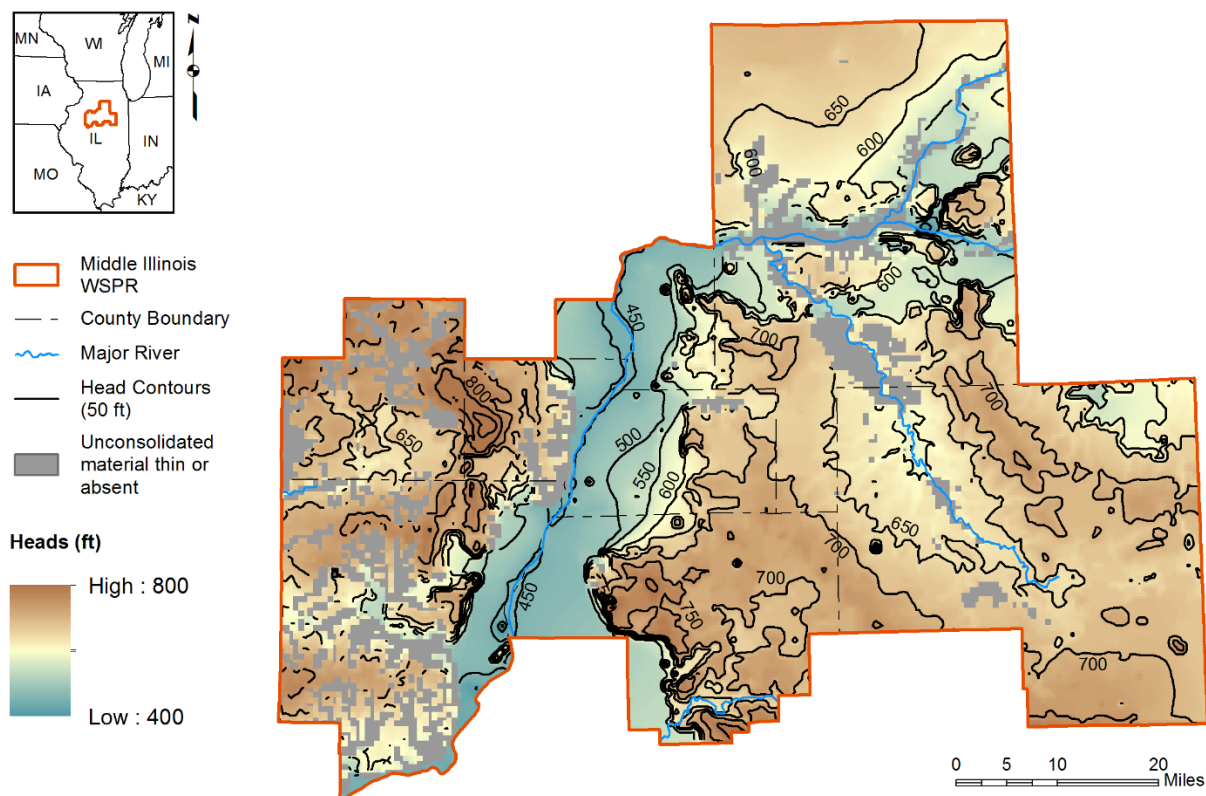 MN
WI
MI
IA
IL
IN
MO
KY
N
Middle Illinois
WSPR
County Boundary
Major River
Head Contours
(50 ft)
Unconsolidated
material thin or
absent
Heads (ft)
High : 800
Low : 400
650
600
600
600
450
700
700
800
650
500
550
600
650
700
450
700
750
700
0 5 10 20
Miles